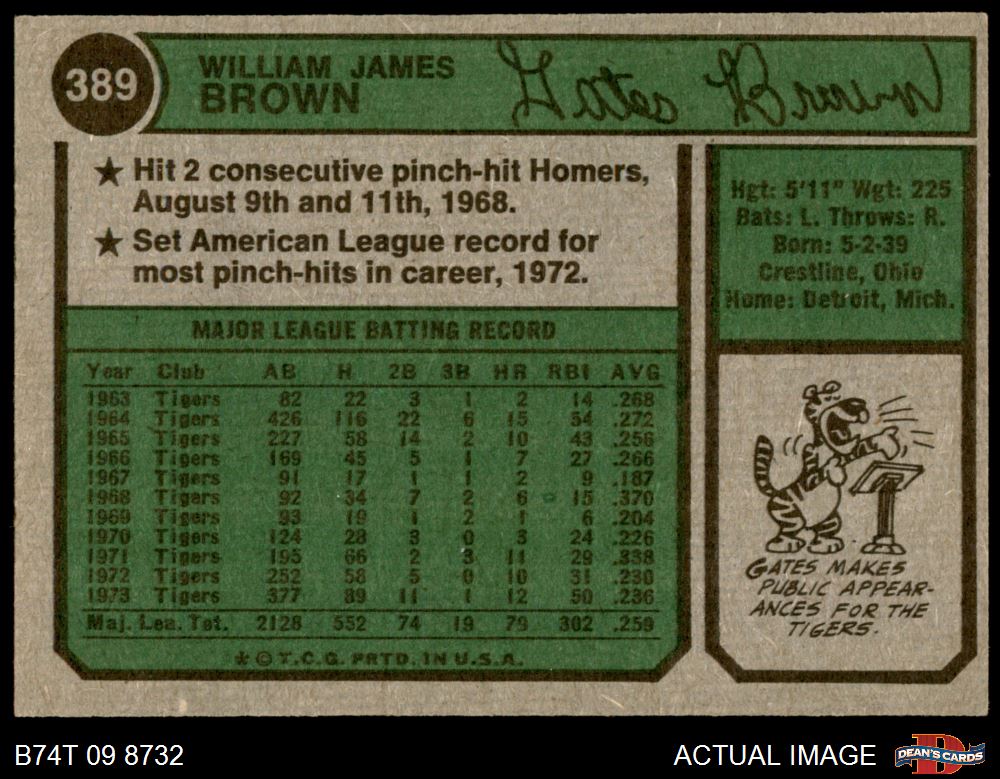 389
WILLIAM JAMES
BROWN
Gates Brown
★ Hit 2 consecutive pinch-hit Homers,
August 9th and 11th, 1968.
★ Set American League record for
most pinch-hits in career, 1972.
Hgt: 5'11" Wgt: 225
Bats: L. Throws: R.
Born: 5-2-39
Crestline, Ohio
Home: Detroit, Mich.
MAJOR LEAGUE BATTING RECORD
Year Club AB H 2B 3B HR RBI AVG
1963 Tigers 82 22 3 1 2 14 .268
1964 Tigers 426 116 22 6 15 54 .272
1965 Tigers 227 58 14 2 10 43 .256
1966 Tigers 169 45 5 1 7 27 .266
1967 Tigers 91 17 1 1 2 9 .187
1968 Tigers 92 34 7 2 6 15 .370
1969 Tigers 93 19 1 2 1 6 .204
1970 Tigers 124 28 3 0 3 24 .226
1971 Tigers 195 66 2 3 11 29 .338
1972 Tigers 252 58 5 0 10 31 .230
1973 Tigers 377 89 11 1 12 50 .236
Maj. Lea. Tot. 2128 552 74 19 79 302 .259
* © T.C.G. PRTD. IN U.S.A.
GATES MAKES
PUBLIC APPEAR-
ANCES FOR THE
TIGERS.
B74T 09 8732
ACTUAL IMAGE
D
DEAN'S CARDS